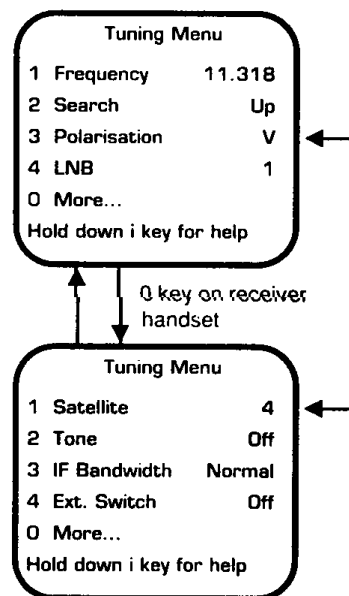 Tuning Menu
1 Frequency 11.318
2 Search Up
3 Polarisation V
4 LNB 1
0 More...
Hold down i key for help
0 key on receiver
handset
Tuning Menu
1 Satellite 4
2 Tone Off
3 IF Bandwidth Normal
4 Ext. Switch Off
0 More...
Hold down i key for help